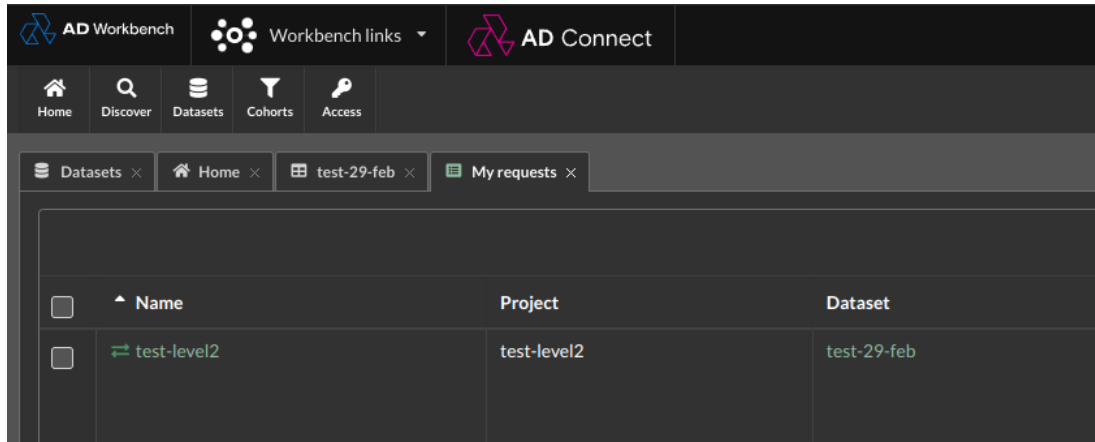 AD Workbench
Workbench links
AD Connect
Home
Discover
Datasets
Cohorts
Access
Datasets
Home
test-29-feb
My requests
Name
Project
Dataset
test-level2
test-level2
test-29-feb